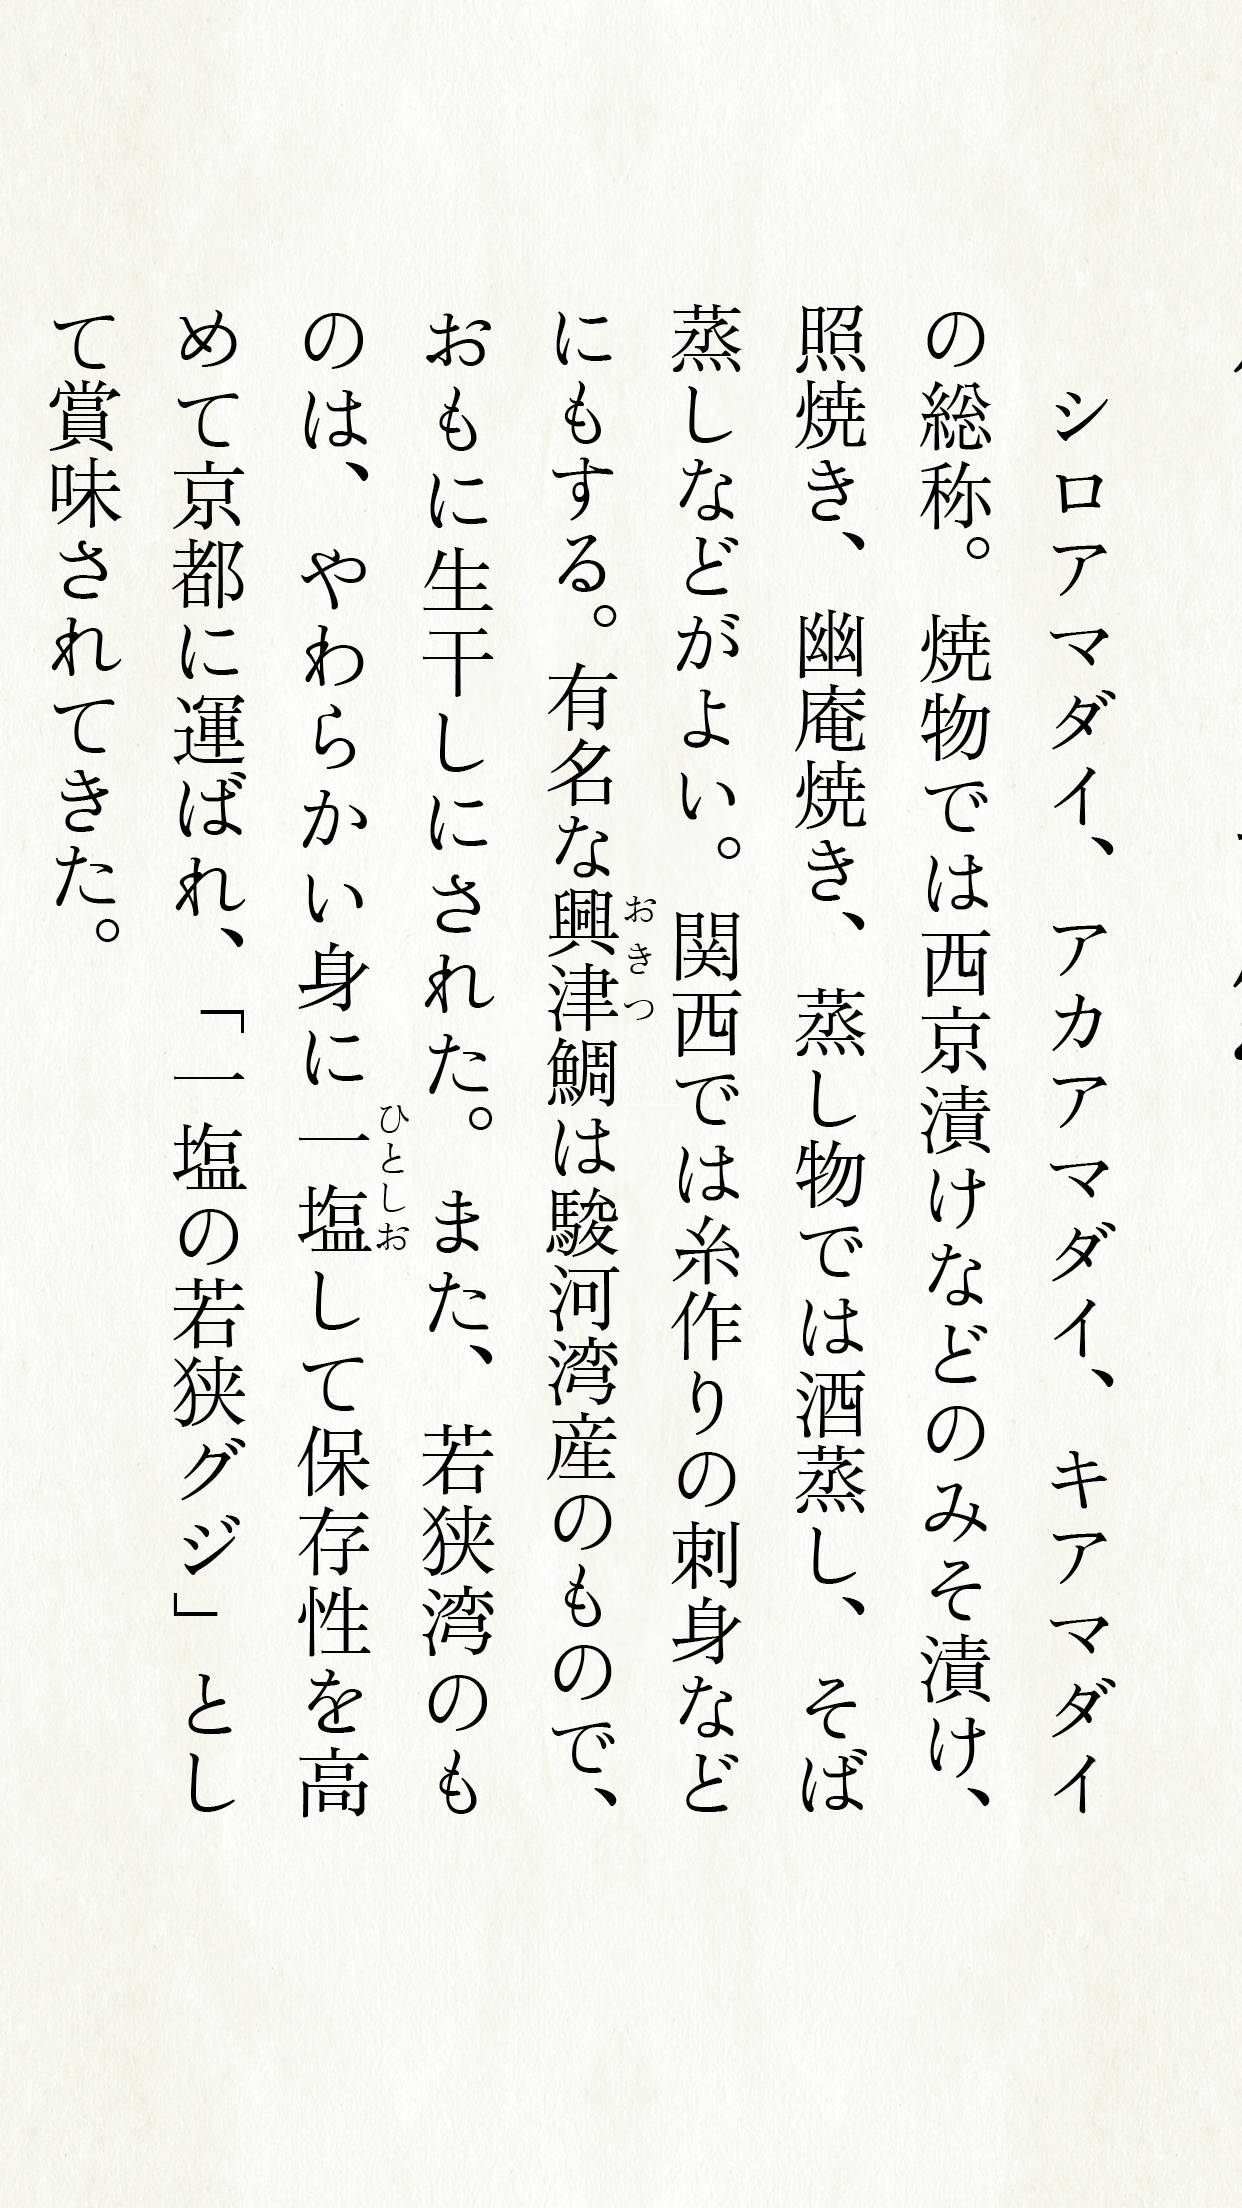 シロアマダイ、アカアマダイ、キアマダイ
の総称。焼物では西京漬けなどのみそ漬け、
照焼き、幽庵焼き、蒸し物では酒蒸し、そば
蒸しなどがよい。関西では糸作りの刺身など
にもする。有名な興津鯛は駿河湾産のもので、
おきつ
おもに生干しにされた。また、若狭湾のも
のは、やわらかい身に一塩して保存性を高
ひとしお
めて京都に運ばれ、「一塩の若狭グジ」とし
て賞味されてきた。